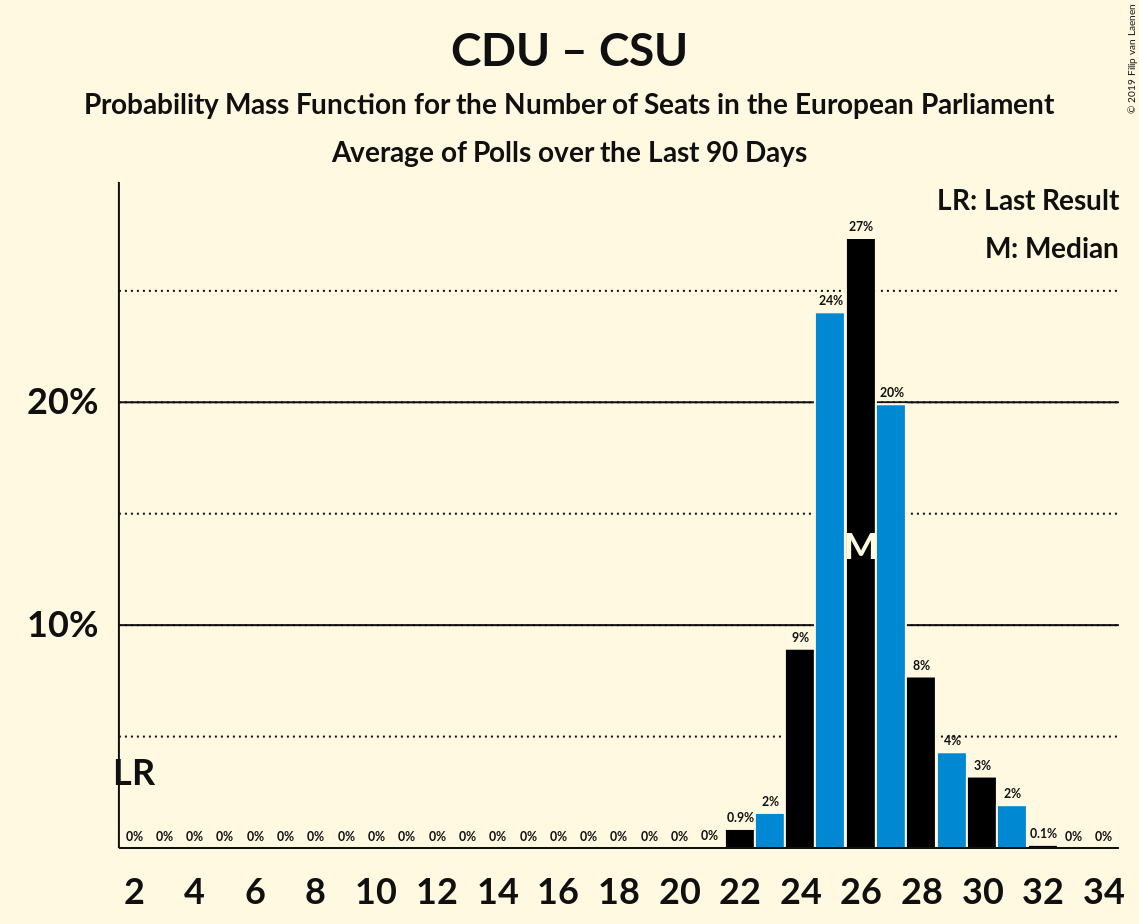 CDU – CSU
Probability Mass Function for the Number of Seats in the European Parliament
Average of Polls over the Last 90 Days
© 2019 Filip van Laenen
LR: Last Result
M: Median
27%
24%
20%
20%
M
10%
9%
8%
4%
3%
LR
2%
2%
0% 0% 0% 0% 0% 0% 0% 0% 0% 0% 0% 0% 0% 0% 0% 0% 0% 0% 0% 0% 0.9% 0.1% 0% 0%
2 4 6 8 10 12 14 16 18 20 22 24 26 28 30 32 34